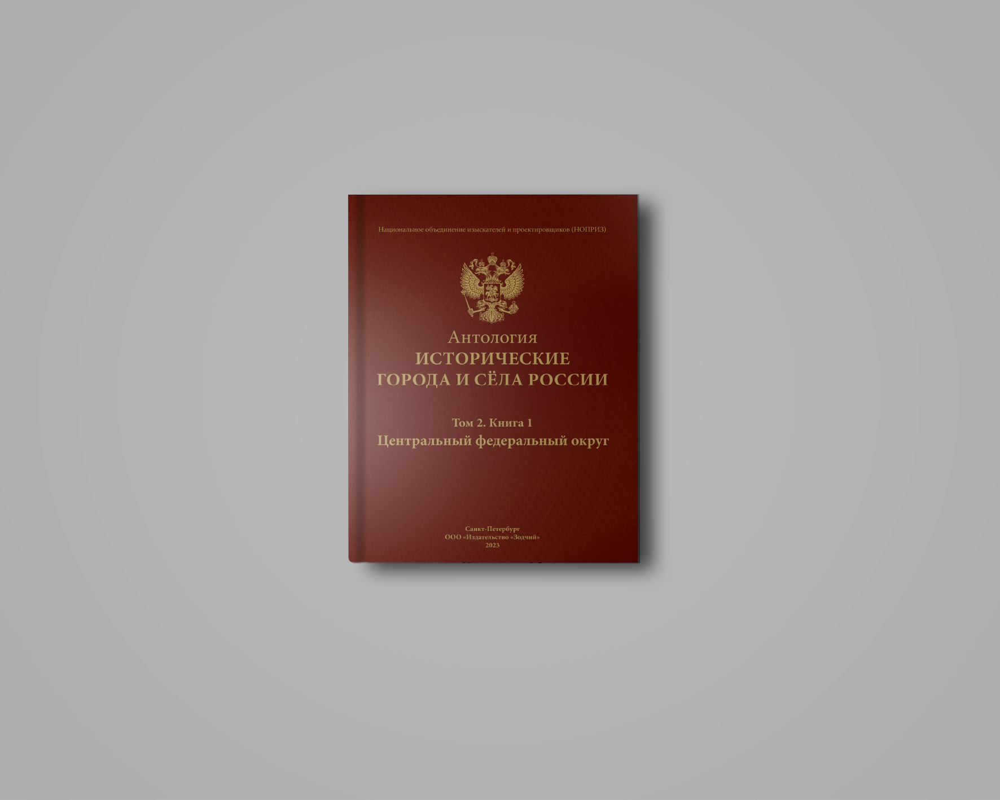 Национальное объединение изыскателей и проектировщиков (НОПРИЗ)
Антология
ИСТОРИЧЕСКИЕ
ГОРОДА И СЁЛА РОССИИ
Том 2. Книга 1
Центральный федеральный округ
Санкт-Петербург
ООО «Издательство «Зодчий»
2023